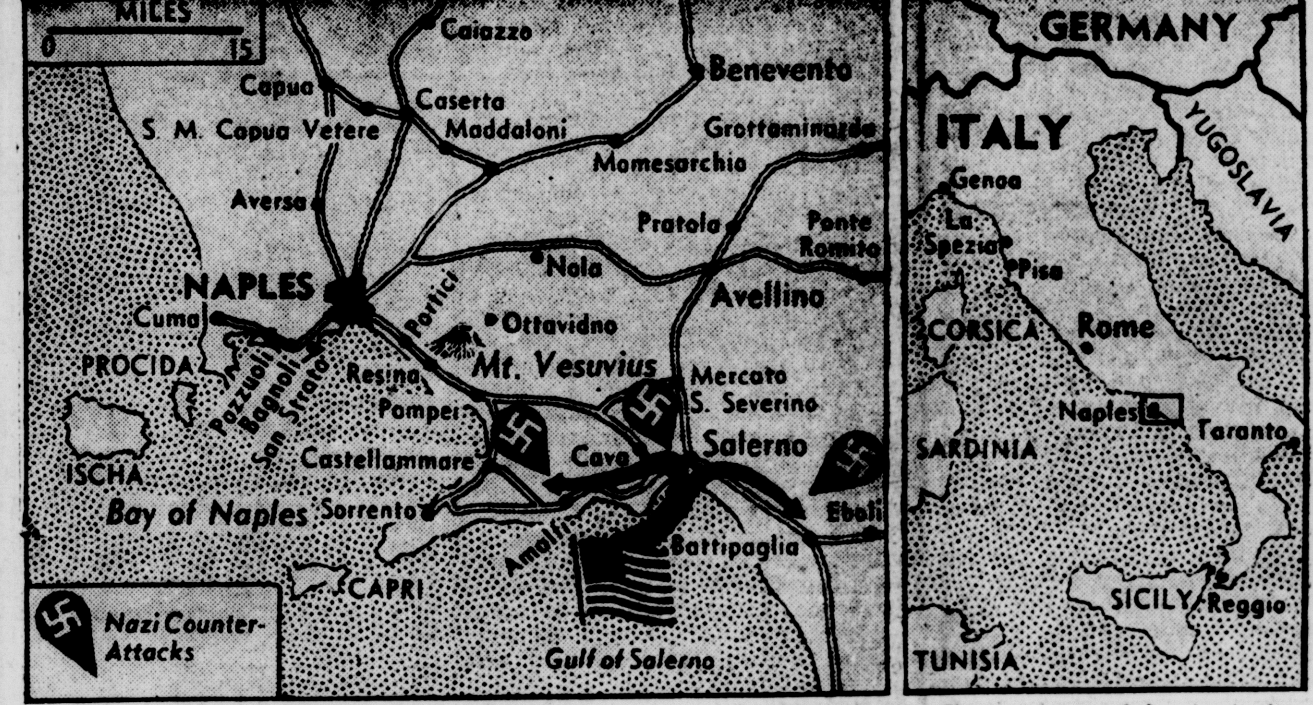 MILES
0 15
Caiazzo
Capua
Benevento
Caserta
S. M. Capua Vetere
Maddaloni
Grottaminarda
Momesarchio
Aversa
Pratola
Ponte
Romito
Nola
NAPLES
Portici
Avellino
Cuma
Ottavidno
PROCIDA
Mt. Vesuvius
Resina
Pozzuoli
Bagnoli
San Strato
Mercato
S. Severino
Pompei
Salerno
Castellammare
Cava
ISCHA
Bay of Naples
Sorrento
Eboli
Amalfi
Battipaglia
CAPRI
Nazi Counter-
Attacks
Gulf of Salerno
GERMANY
ITALY
YUGOSLAVIA
Genoa
La
Spezia
Pisa
CORSICA
Rome
Naples
Taranto
SARDINIA
SICILY
Reggio
TUNISIA